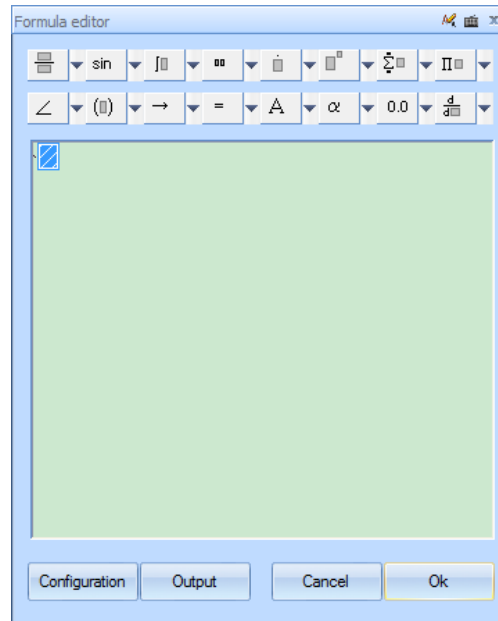 Formula editor
sin ∫ Σ Π
∠ () → = A α 0.0 d/d
Configuration Output Cancel Ok